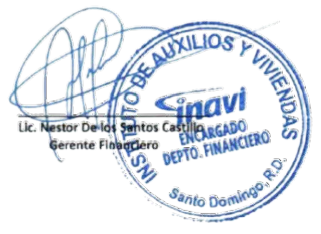 INSTITUTO DE AUXILIOS Y VIVIENDAS
inavi
ENCARGADO
DEPTO. FINANCIERO
Santo Domingo, R.D.
Lic. Nestor De los Santos Castillo
Gerente Financiero